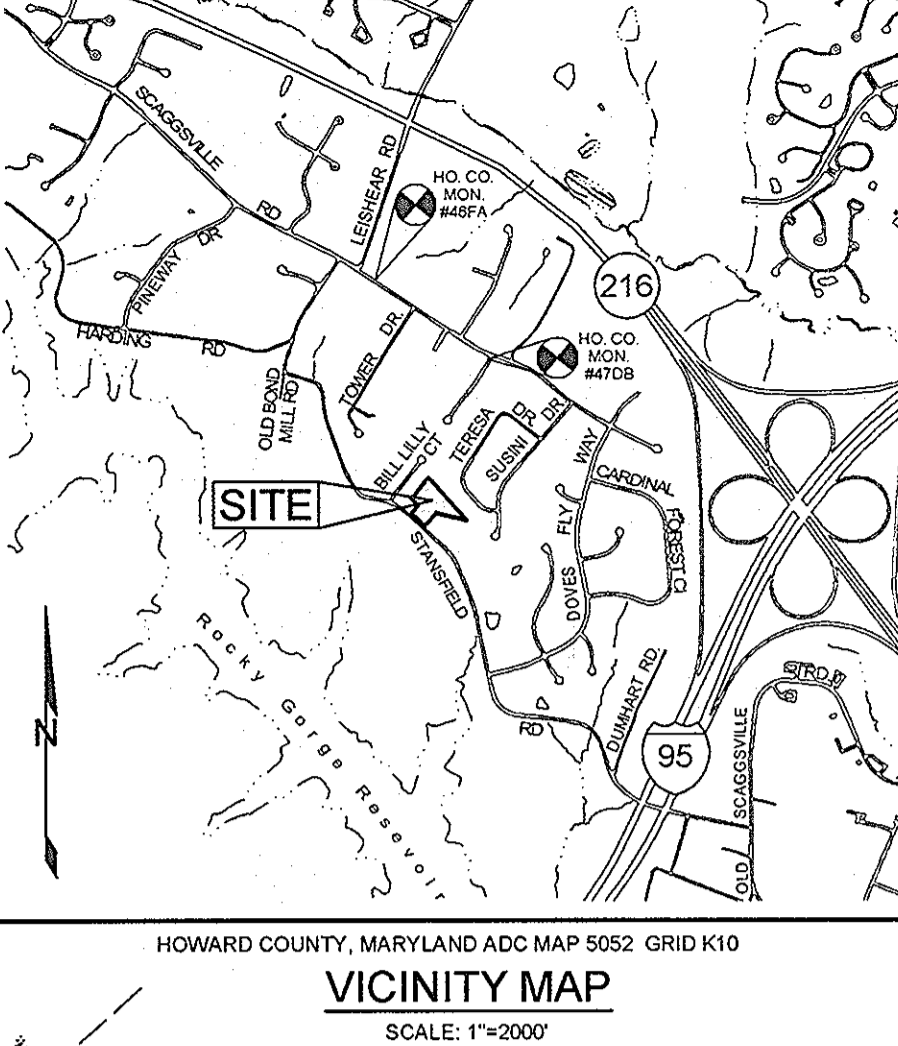 SCAGGSVILLE
RD
LEISHEAR RD
HO. CO.
MON.
#46FA
PINEWAY
DR
HARDING
RD
216
HO. CO.
MON.
#47DB
TOWER DR.
OLD BOND
MILL RD
TERESA
DR
SUSINI
DR.
BILL LILLY
CT
SITE
STANSFIELD
RD
DOVES FLY WAY
CARDINAL
FOREST
DUMHART RD.
95
OLD SCAGGSVILLE
Rocky Gorge Reservoir
N
HOWARD COUNTY, MARYLAND ADC MAP 5052 GRID K10
VICINITY MAP
SCALE: 1"=2000'